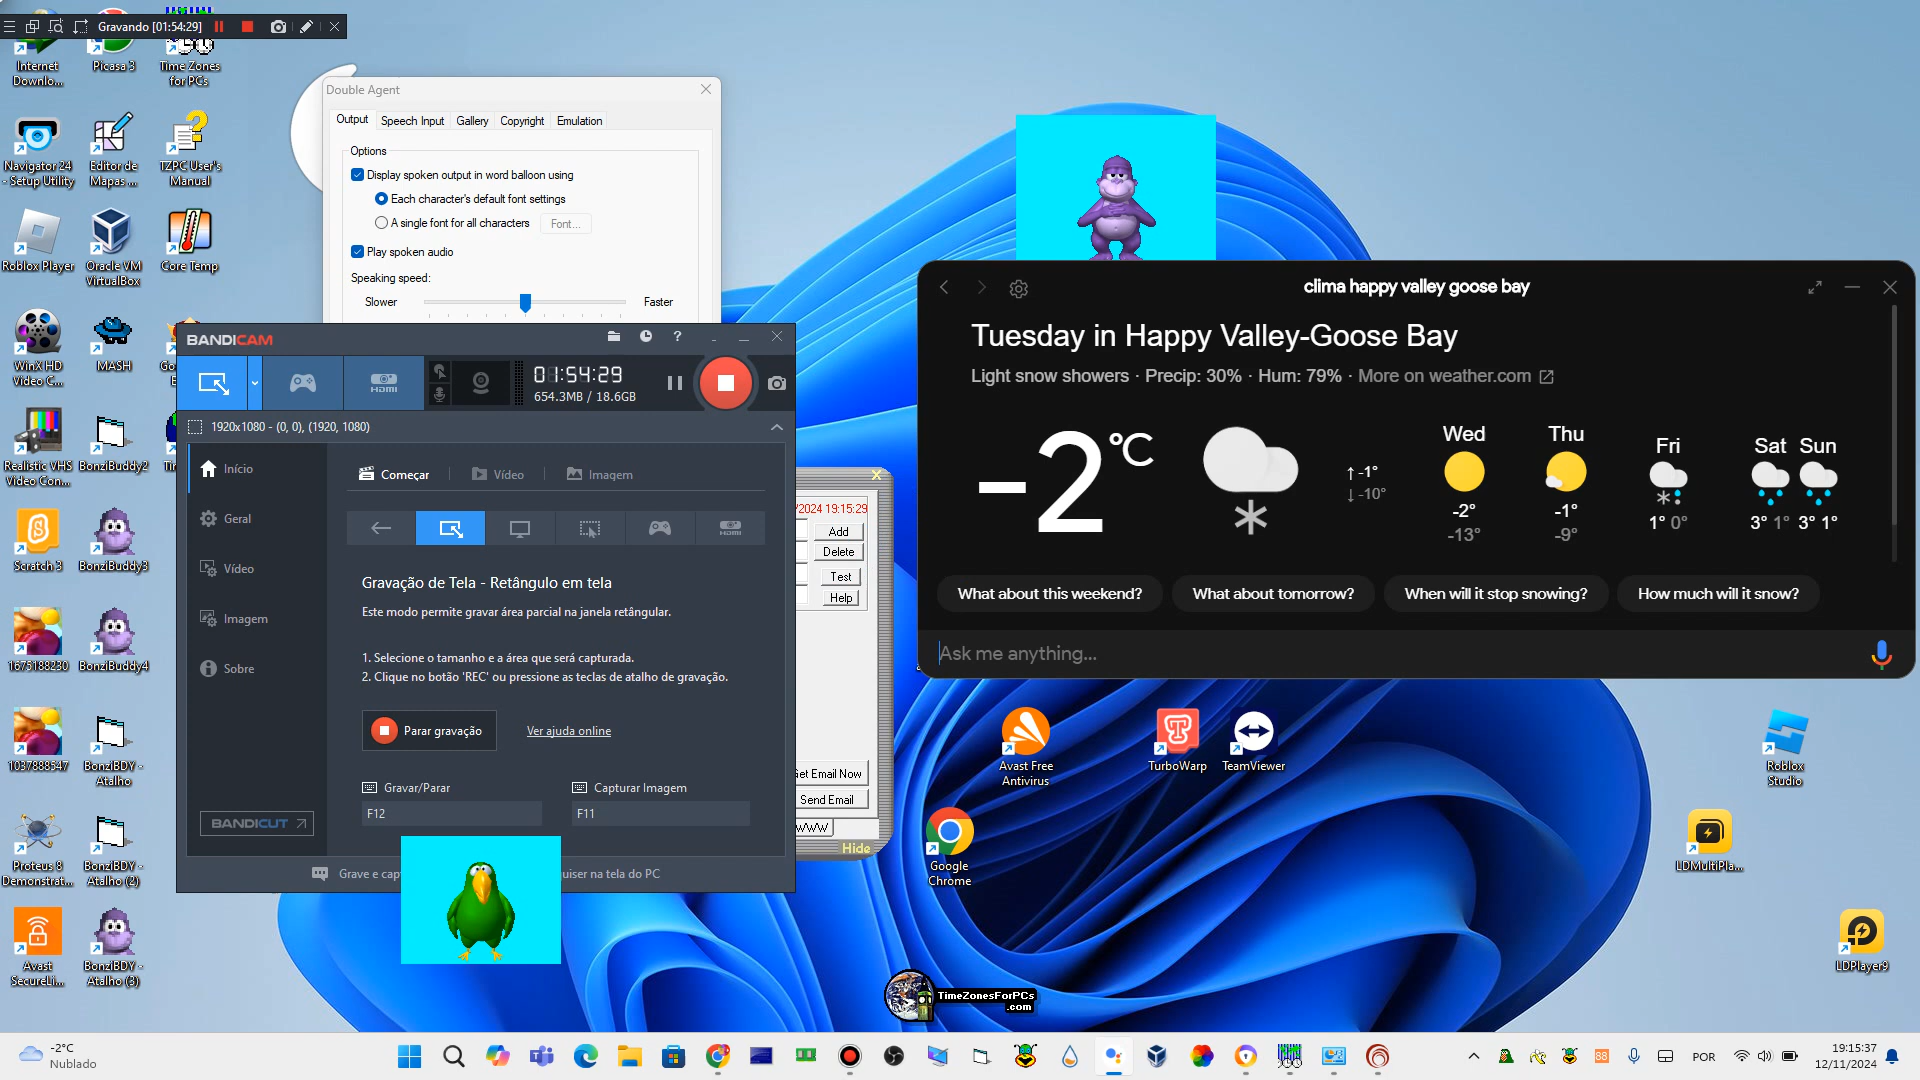 Gravando [01:54:29]
Internet
Downlo...
Picasa 3
Time Zones
for PCs
Navigator 24
- Setup Utility
Editor de
Mapas ...
TZPC User's
Manual
Roblox Player
Oracle VM
VirtualBox
Core Temp
WinX HD
Video C...
MASH
Realistic VHS
Video Con...
BonziBuddy2
Scratch 3
BonziBuddy3
1675188230
BonziBuddy4
1037888547
BonziBDY -
Atalho
Proteus 8
Demonstrat...
BonziBDY -
Atalho (2)
Avast
SecureLi...
BonziBDY -
Atalho (3)
Double Agent
Output
Speech Input
Gallery
Copyright
Emulation
Options
Display spoken output in word balloon using
Each character's default font settings
A single font for all characters
Font...
Play spoken audio
Speaking speed:
Slower
Faster
BANDICAM
HDMI
01:54:29
654.3MB / 18.6GB
1920x1080 - (0, 0), (1920, 1080)
Início
Geral
Vídeo
Imagem
Sobre
BANDICUT
Começar
Vídeo
Imagem
HDMI
Gravação de Tela - Retângulo em tela
Este modo permite gravar área parcial na janela retângular.
1. Selecione o tamanho e a área que será capturada.
2. Clique no botão 'REC' ou pressione as teclas de atalho de gravação.
Parar gravação
Ver ajuda online
Gravar/Parar
Capturar Imagem
F12
F11
Grave e cap
uiser na tela do PC
X
/2024 19:15:29
Add
Delete
Test
Help
et Email Now
Send Email
WWW
Hide
clima happy valley goose bay
Tuesday in Happy Valley-Goose Bay
Light snow showers · Precip: 30% · Hum: 79% · More on weather.com
-2 °C
↑ -1°
↓ -10°
Wed
-2°
-13°
Thu
-1°
-9°
Fri
1° 0°
Sat
3° 1°
Sun
3° 1°
What about this weekend?
What about tomorrow?
When will it stop snowing?
How much will it snow?
Ask me anything...
Avast Free
Antivirus
TurboWarp
TeamViewer
Roblox
Studio
Google
Chrome
LDMultiPla...
LDPlayer9
TimeZonesForPCs
.com
-2°C
Nublado
88
POR
19:15:37
12/11/2024